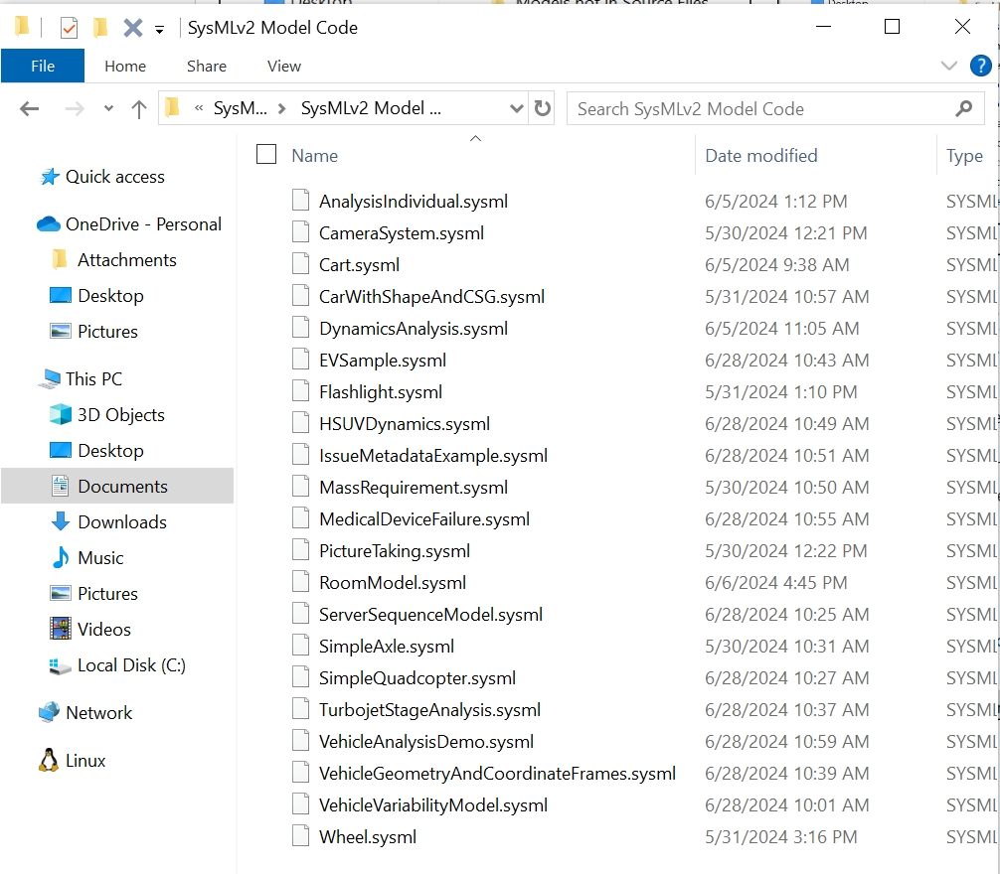 Desktop
Models not in Source Files
Desktop
SysMLv2 Model Code
File Home Share View
?
« SysM... > SysMLv2 Model ...
Search SysMLv2 Model Code
Name Date modified Type
Quick access
OneDrive - Personal
Attachments
Desktop
Pictures
This PC
3D Objects
Desktop
Documents
Downloads
Music
Pictures
Videos
Local Disk (C:)
Network
Linux
AnalysisIndividual.sysml 6/5/2024 1:12 PM SYSML
CameraSystem.sysml 5/30/2024 12:21 PM SYSML
Cart.sysml 6/5/2024 9:38 AM SYSML
CarWithShapeAndCSG.sysml 5/31/2024 10:57 AM SYSML
DynamicsAnalysis.sysml 6/5/2024 11:05 AM SYSML
EVSample.sysml 6/28/2024 10:43 AM SYSML
Flashlight.sysml 5/31/2024 1:10 PM SYSML
HSUVDynamics.sysml 6/28/2024 10:49 AM SYSML
IssueMetadataExample.sysml 6/28/2024 10:51 AM SYSML
MassRequirement.sysml 5/30/2024 10:50 AM SYSML
MedicalDeviceFailure.sysml 6/28/2024 10:55 AM SYSML
PictureTaking.sysml 5/30/2024 12:22 PM SYSML
RoomModel.sysml 6/6/2024 4:45 PM SYSML
ServerSequenceModel.sysml 6/28/2024 10:25 AM SYSML
SimpleAxle.sysml 5/30/2024 10:31 AM SYSML
SimpleQuadcopter.sysml 6/28/2024 10:27 AM SYSML
TurbojetStageAnalysis.sysml 6/28/2024 10:37 AM SYSML
VehicleAnalysisDemo.sysml 6/28/2024 10:59 AM SYSML
VehicleGeometryAndCoordinateFrames.sysml 6/28/2024 10:39 AM SYSML
VehicleVariabilityModel.sysml 6/28/2024 10:01 AM SYSML
Wheel.sysml 5/31/2024 3:16 PM SYSML